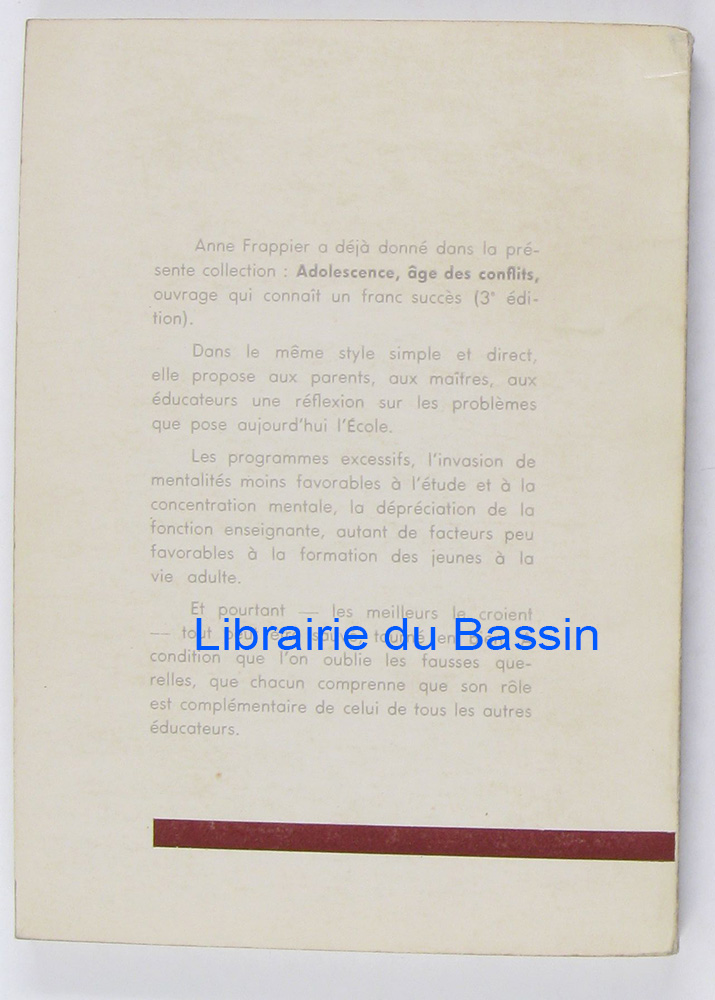 Anne Frappier a déjà donné dans la pré-
sente collection : Adolescence, âge des conflits,
ouvrage qui connaît un franc succès (3e édi-
tion).
Dans le même style simple et direct,
elle propose aux parents, aux maîtres, aux
éducateurs une réflexion sur les problèmes
que pose aujourd'hui l'École.
Les programmes excessifs, l'invasion de
mentalités moins favorables à l'étude et à la
concentration mentale, la dépréciation de la
fonction enseignante, autant de facteurs peu
favorables à la formation des jeunes à la
vie adulte.
Et pourtant — les meilleurs le croient
— tout
Librairie du Bassin
condition que l'on oublie les fausses que-
relles, que chacun comprenne que son rôle
est complémentaire de celui de tous les autres
éducateurs.